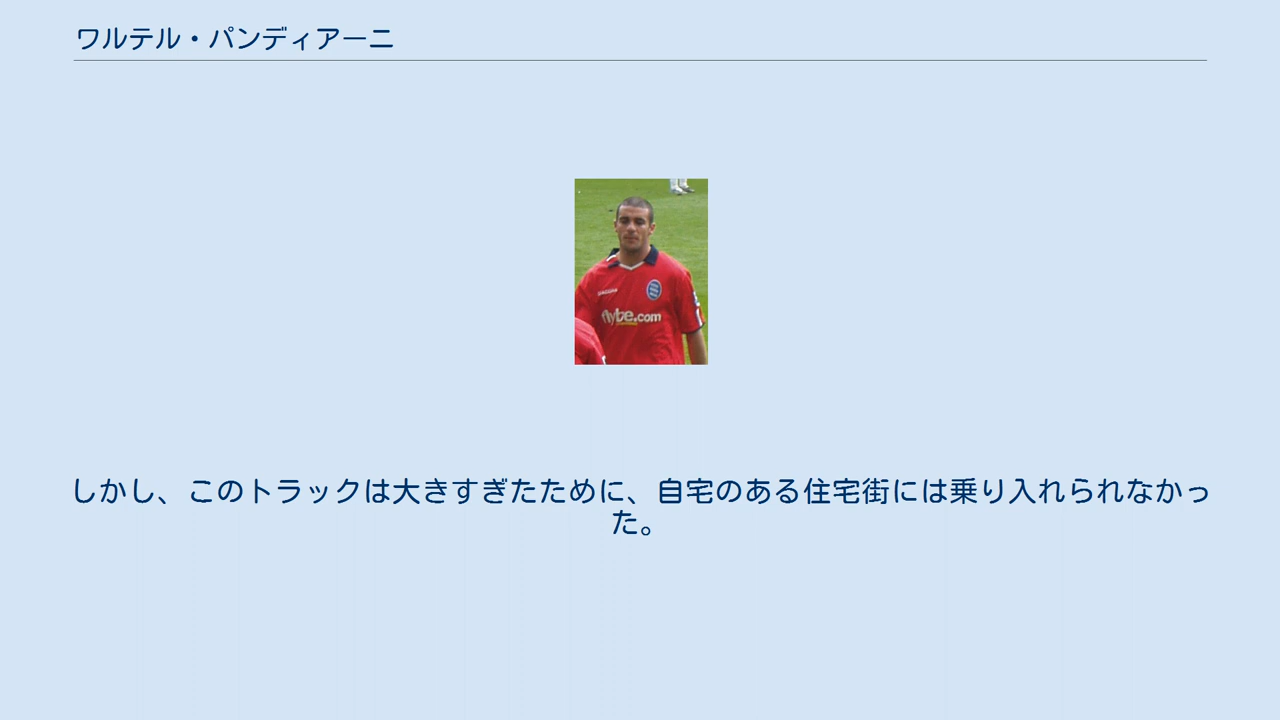 ワルテル・パンディアーニ
flybe.com
しかし、このトラックは大きすぎたために、自宅のある住宅街には乗り入れられなかっ
た。